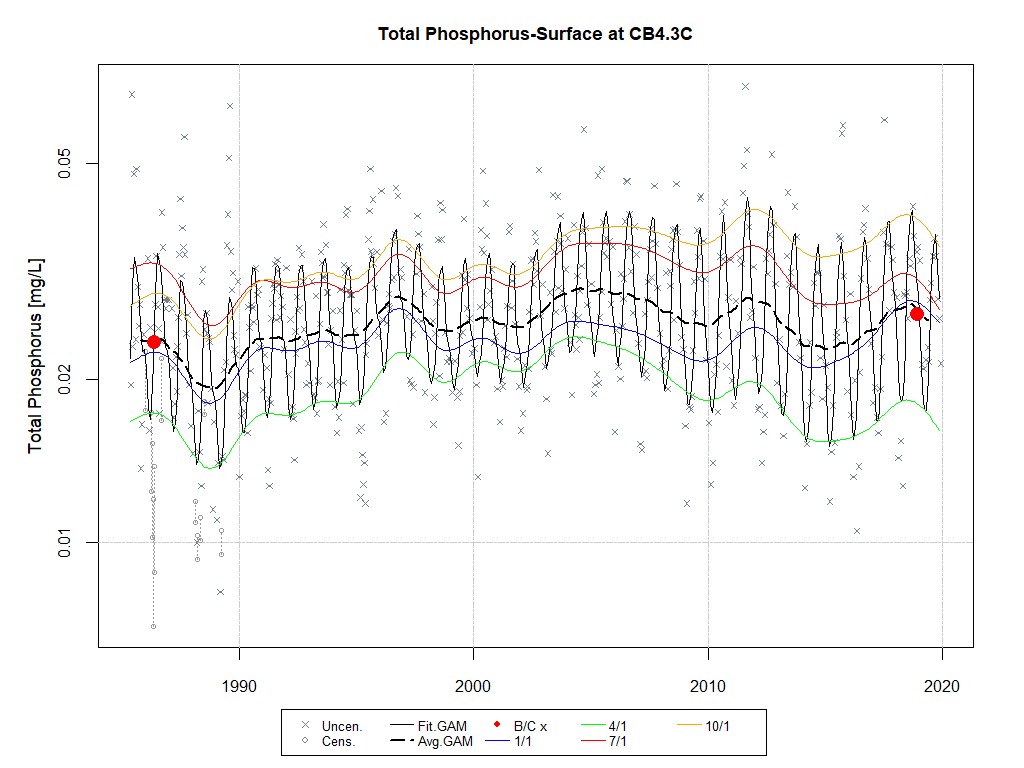 Total Phosphorus-Surface at CB4.3C
Total Phosphorus [mg/L]
0.05
0.02
0.01
1990 2000 2010 2020
Uncen. Fit.GAM B/C x 4/1 10/1
Cens. Avg.GAM 1/1 7/1